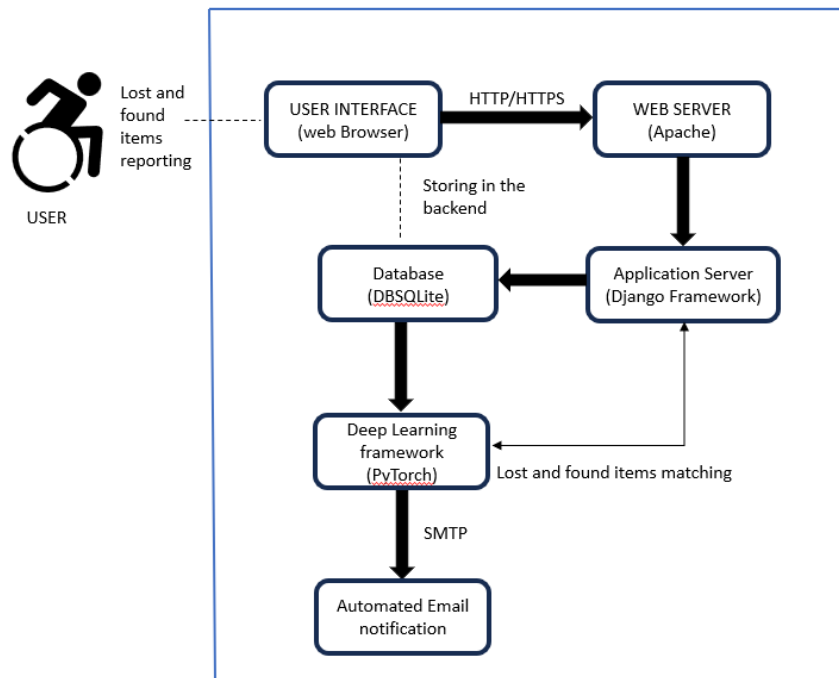 Lost and
found
items
reporting
USER
USER INTERFACE
(web Browser)
HTTP/HTTPS
WEB SERVER
(Apache)
Storing in the
backend
Database
(DBSQLite)
Application Server
(Django Framework)
Deep Learning
framework
(PyTorch)
Lost and found items matching
SMTP
Automated Email
notification